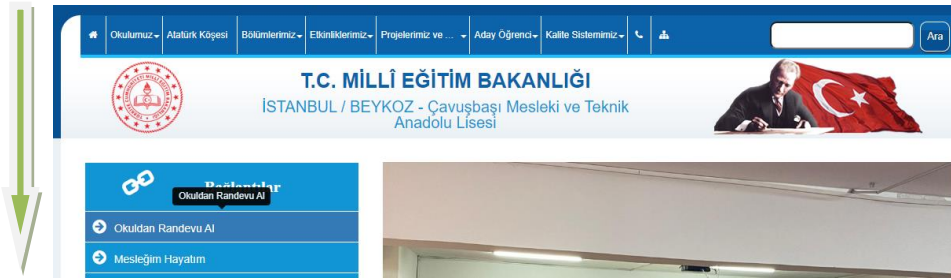 Okulumuz Atatürk Köşesi Bölümlerimiz Etkinliklerimiz Projelerimiz ve ... Aday Öğrenci Kalite Sistemimiz Ara
T.C. MİLLÎ EĞİTİM BAKANLIĞI
İSTANBUL / BEYKOZ - Çavuşbaşı Mesleki ve Teknik
Anadolu Lisesi
Bağlantılar
Okuldan Randevu Al
Okuldan Randevu Al
Mesleğim Hayatım